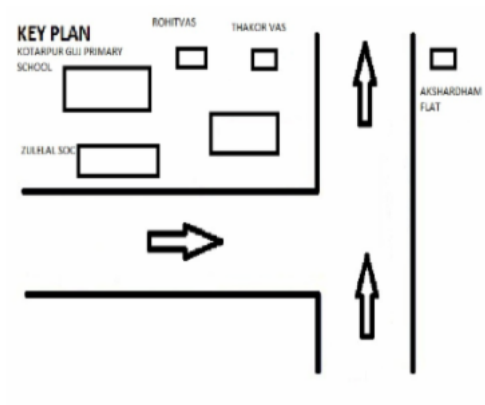 KEY PLAN
KOTARPUR GUJ PRIMARY
SCHOOL
ROHITVAS
THAKOR VAS
AKSHARDHAM
FLAT
ZULELAL SOC